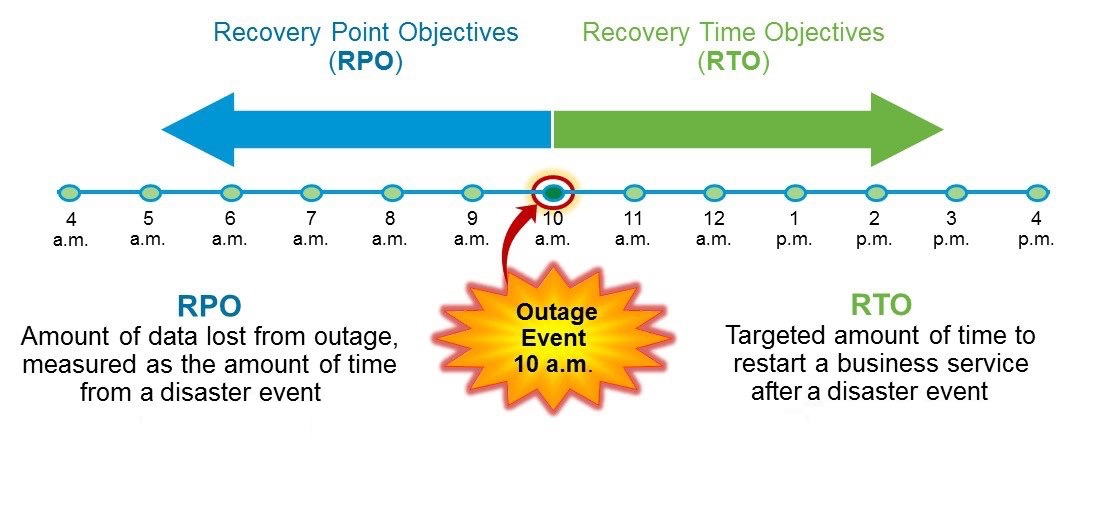 Recovery Point Objectives
(RPO)
Recovery Time Objectives
(RTO)
4 5 6 7 8 9 10 11 12 1 2 3 4
a.m. a.m. a.m. a.m. a.m. a.m. a.m. a.m. a.m. p.m. p.m. p.m. p.m.
RPO
Amount of data lost from outage,
measured as the amount of time
from a disaster event
Outage
Event
10 a.m.
RTO
Targeted amount of time to
restart a business service
after a disaster event